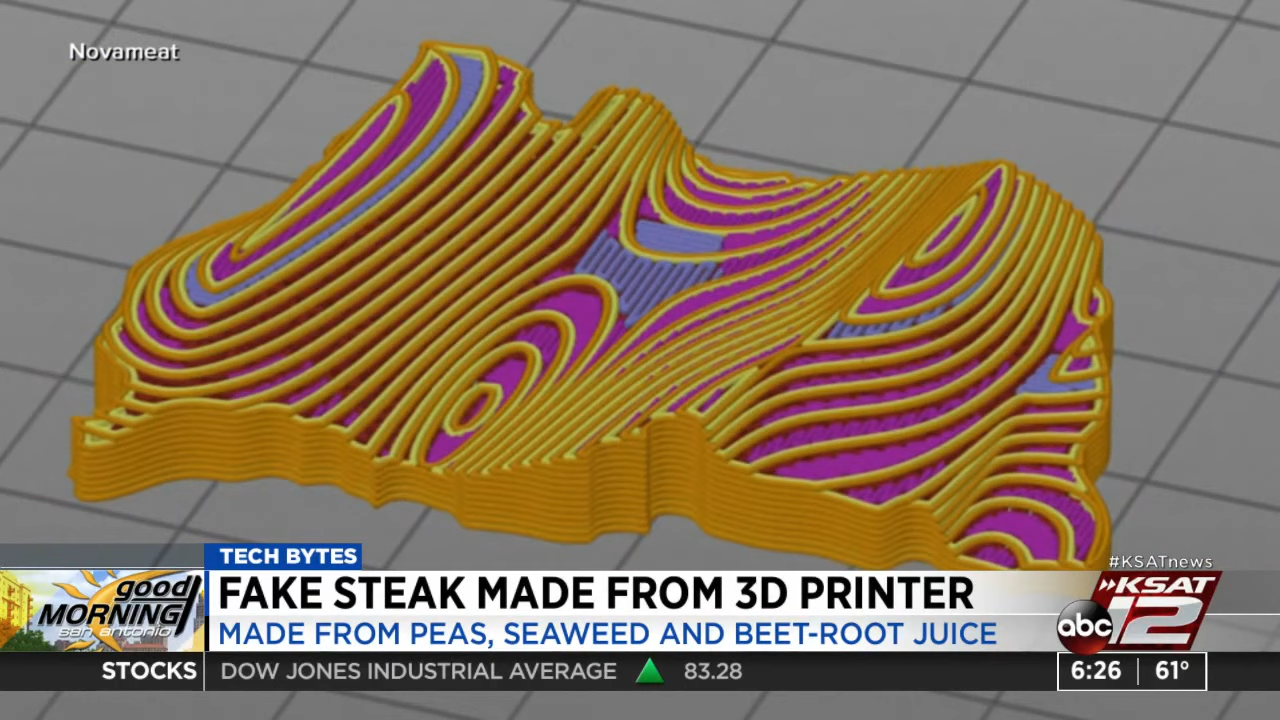 Novameat
#KSATnews
TECH BYTES
FAKE STEAK MADE FROM 3D PRINTER
MADE FROM PEAS, SEAWEED AND BEET-ROOT JUICE
good
MORNING
san antonio
KSAT
12
abc
STOCKS
DOW JONES INDUSTRIAL AVERAGE 83.28
6:26 61°